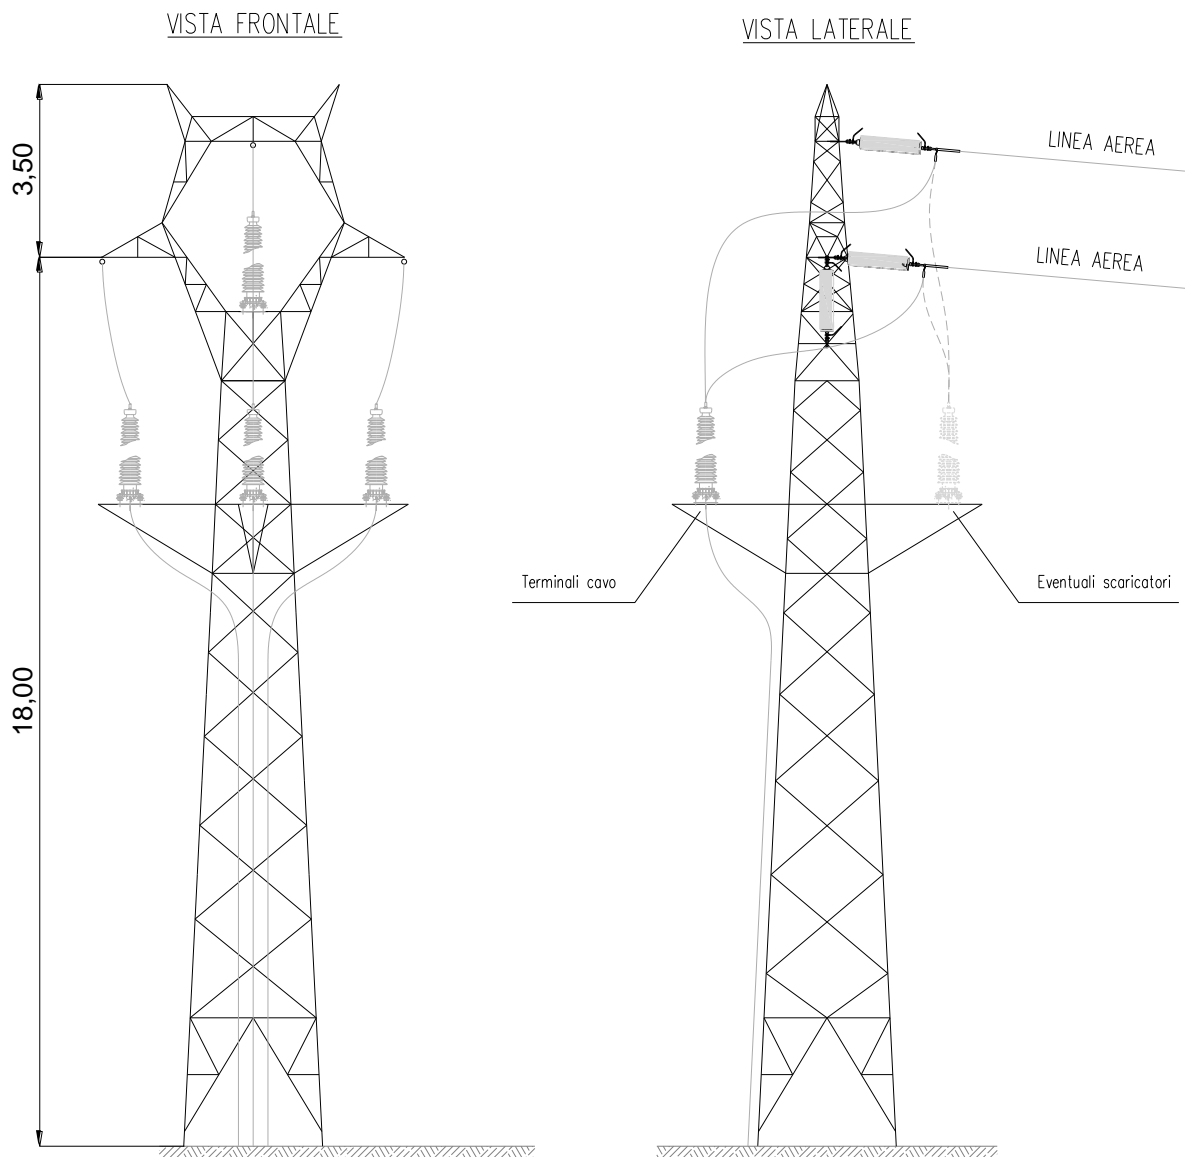 VISTA FRONTALE
VISTA LATERALE
3,50
LINEA AEREA
LINEA AEREA
Terminali cavo
Eventuali scaricatori
18,00